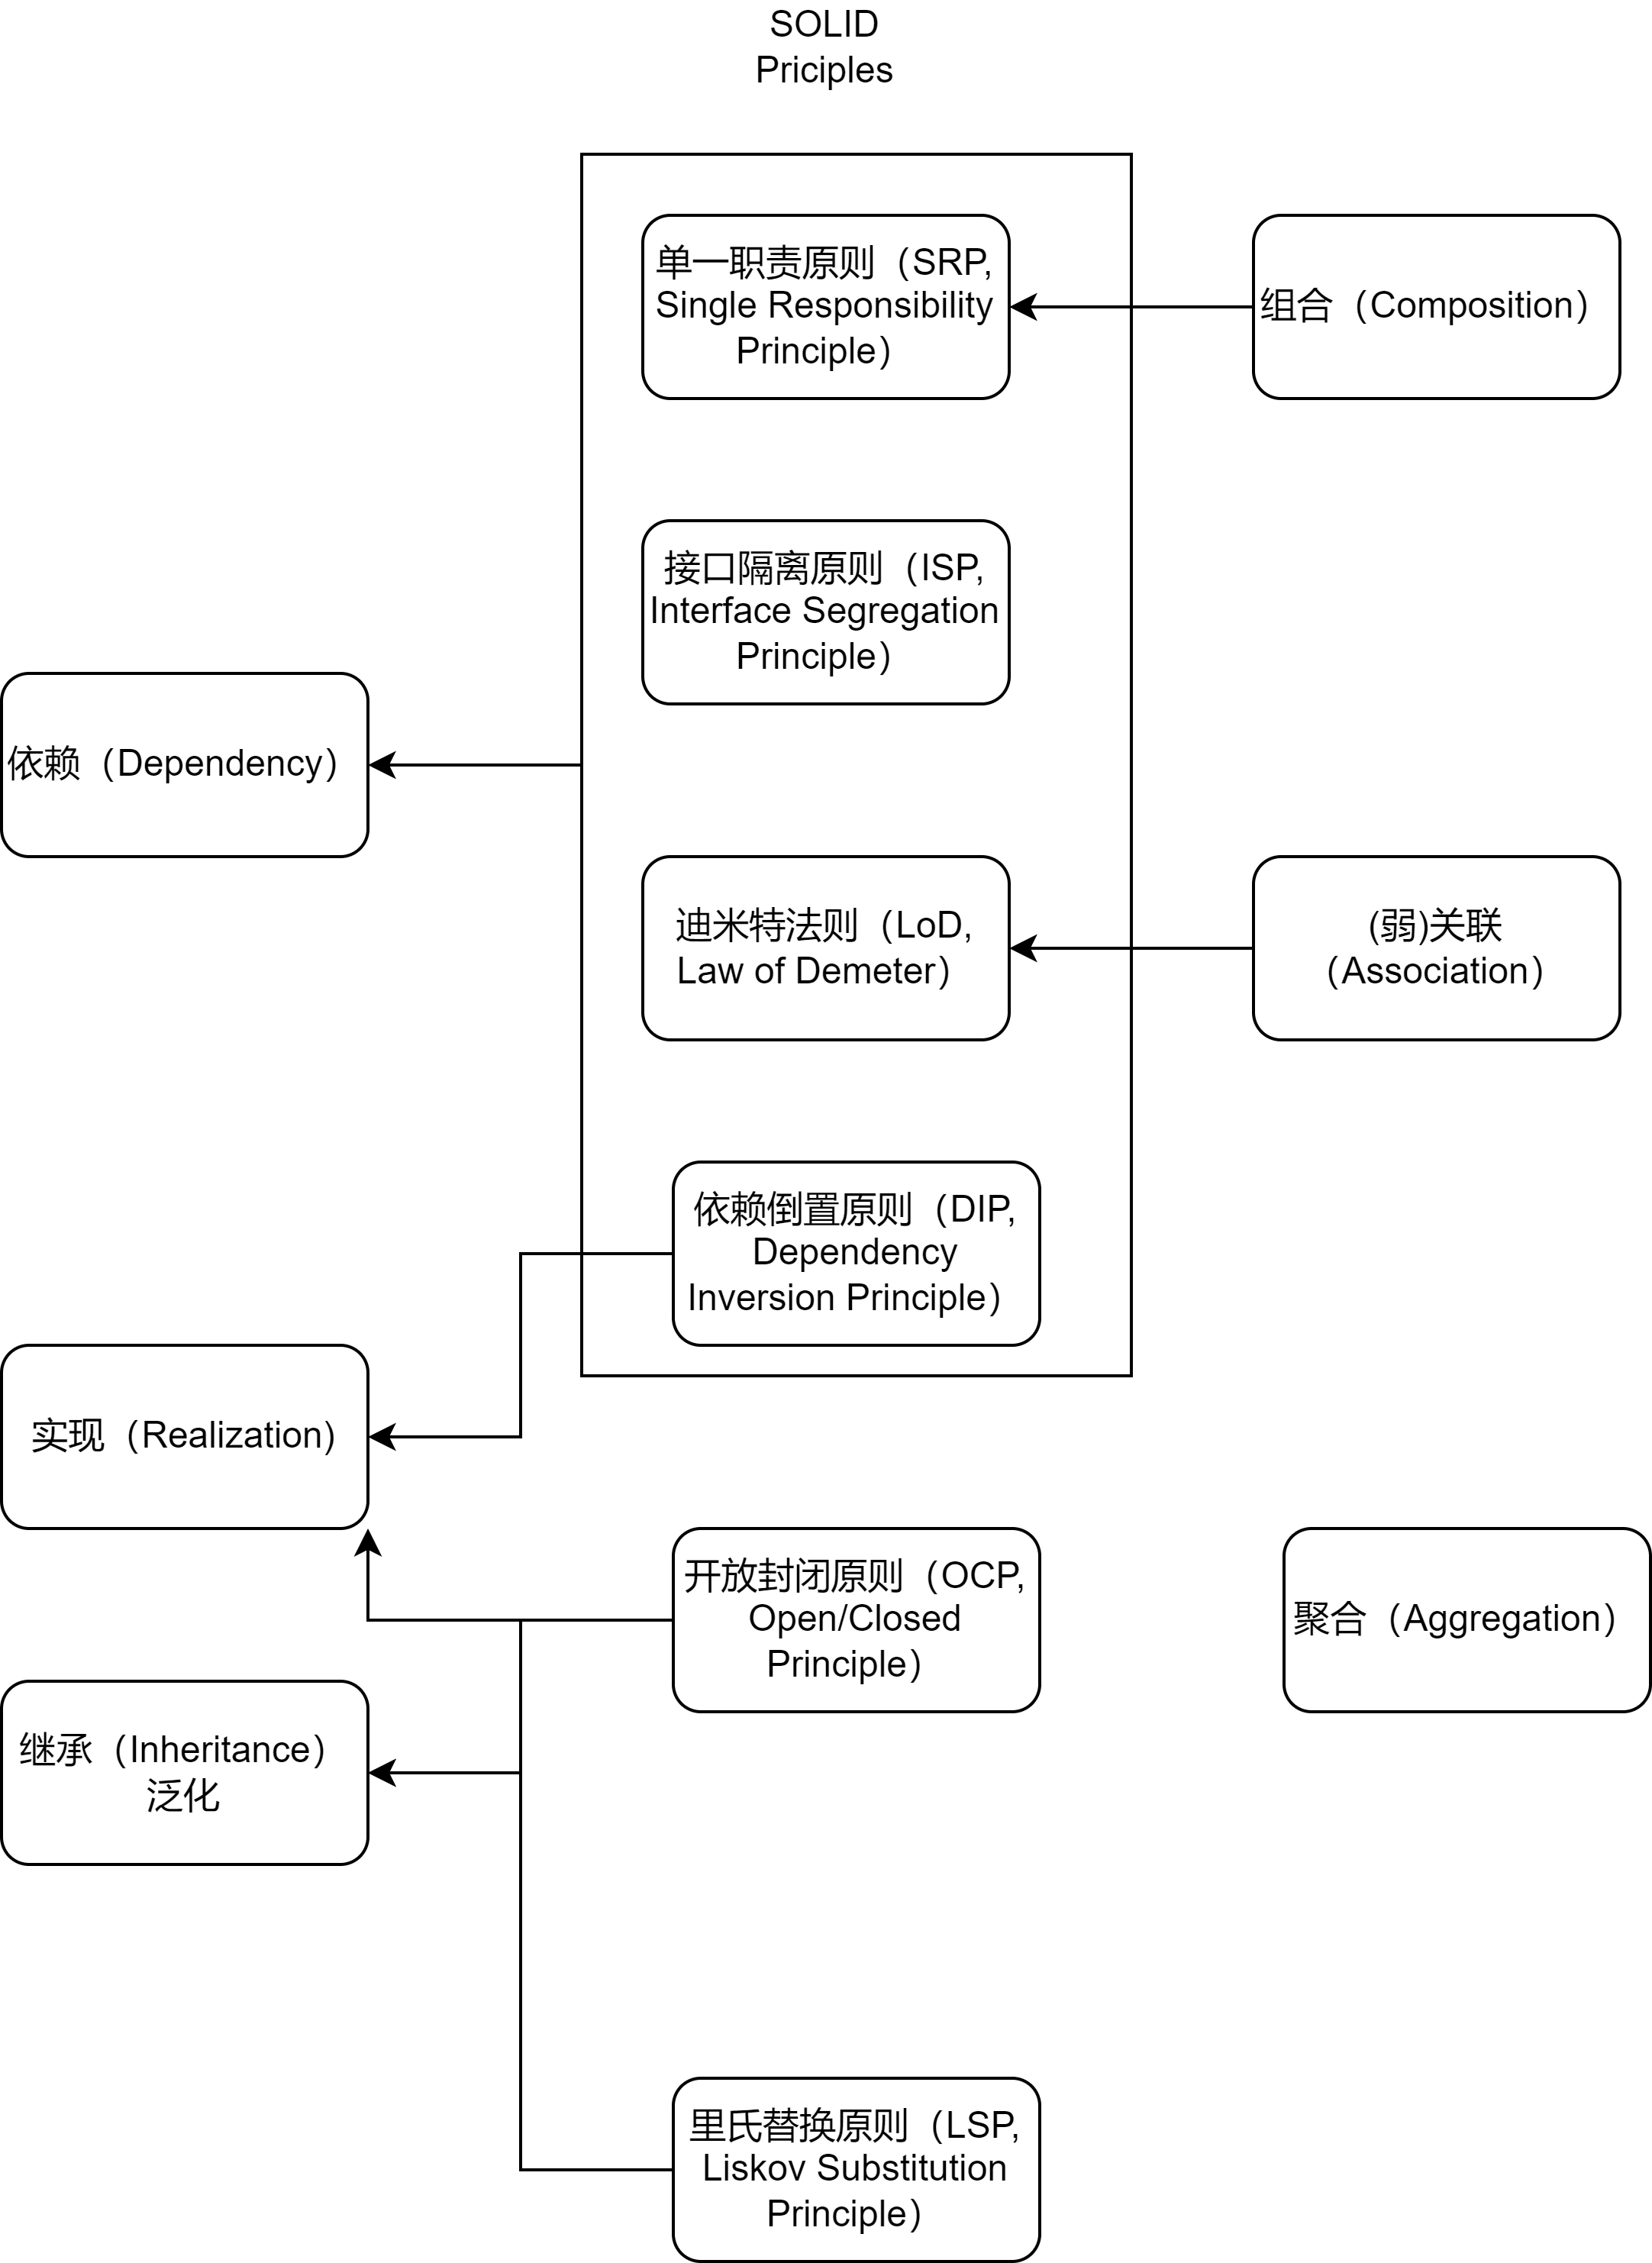 SOLID
Priciples
单一职责原则（SRP,
Single Responsibility
Principle）
组合（Composition）
接口隔离原则（ISP,
Interface Segregation
Principle）
依赖（Dependency）
迪米特法则（LoD,
Law of Demeter）
(弱)关联
（Association）
依赖倒置原则（DIP,
Dependency
Inversion Principle）
实现（Realization)
开放封闭原则（OCP,
Open/Closed
Principle）
聚合（Aggregation）
继承（Inheritance）
泛化
里氏替换原则（LSP,
Liskov Substitution
Principle）